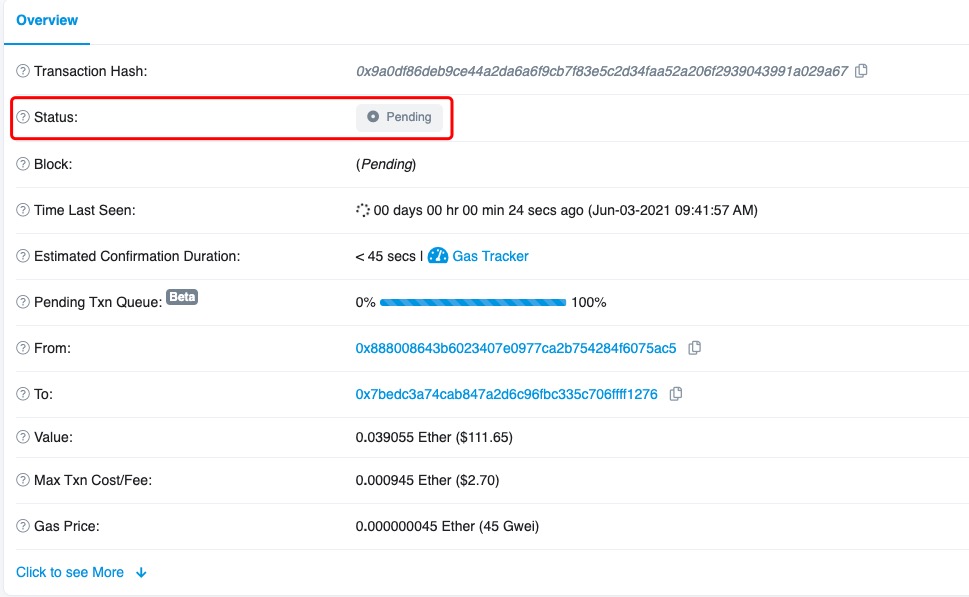 Overview
Transaction Hash: 0x9a0df86deb9ce44a2da6a6f9cb7f83e5c2d34faa52a206f2939043991a029a67
Status: Pending
Block: (Pending)
Time Last Seen: 00 days 00 hr 00 min 24 secs ago (Jun-03-2021 09:41:57 AM)
Estimated Confirmation Duration: < 45 secs | Gas Tracker
Pending Txn Queue: Beta 0% 100%
From: 0x888008643b6023407e0977ca2b754284f6075ac5
To: 0x7bedc3a74cab847a2d6c96fbc335c706ffff1276
Value: 0.039055 Ether ($111.65)
Max Txn Cost/Fee: 0.000945 Ether ($2.70)
Gas Price: 0.000000045 Ether (45 Gwei)
Click to see More